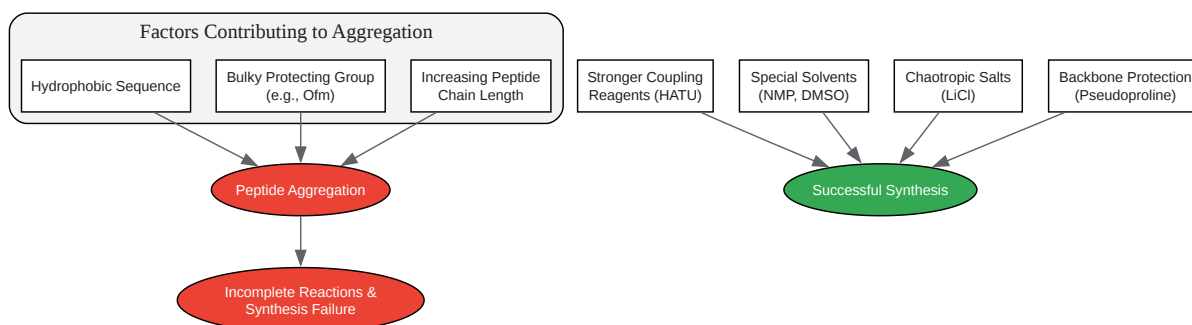 Factors Contributing to Aggregation
Hydrophobic Sequence
Bulky Protecting Group
(e.g., Ofm)
Increasing Peptide
Chain Length
Stronger Coupling
Reagents (HATU)
Special Solvents
(NMP, DMSO)
Chaotropic Salts
(LiCl)
Backbone Protection
(Pseudoproline)
Peptide Aggregation
Successful Synthesis
Incomplete Reactions &
Synthesis Failure